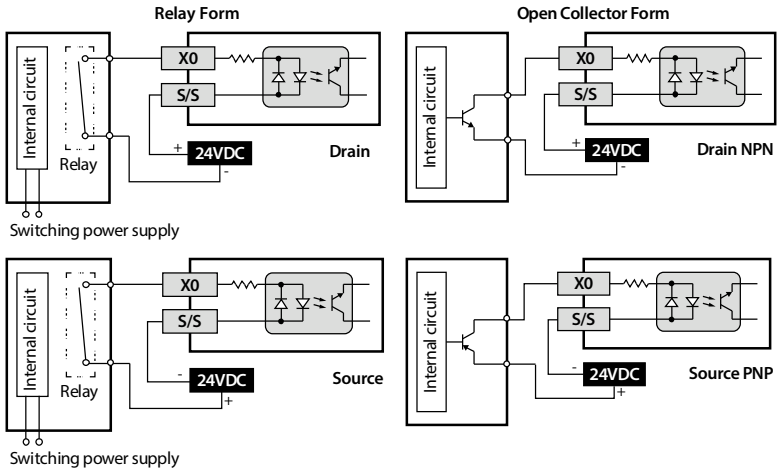 Relay Form
Internal circuit
Relay
X0
S/S
+
24VDC
-
Drain
Switching power supply
Open Collector Form
Internal circuit
X0
S/S
+
24VDC
-
Drain NPN
Internal circuit
Relay
X0
S/S
-
24VDC
+
Source
Switching power supply
Internal circuit
X0
S/S
-
24VDC
+
Source PNP